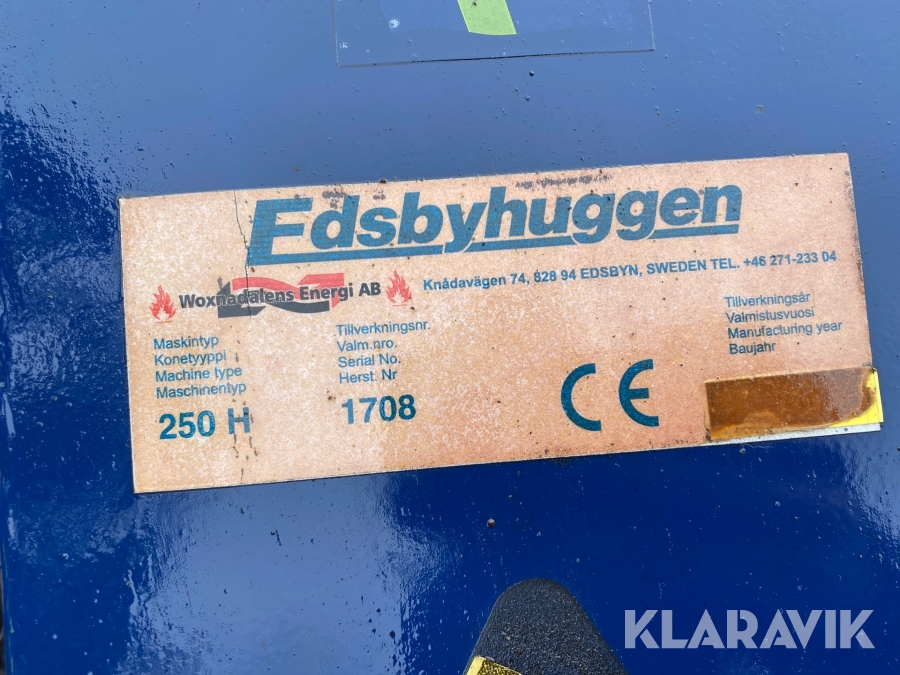 Edsbyhuggen
Woxnadalens Energi AB
Knådavägen 74, 828 94 EDSBYN, SWEDEN TEL. +46 271-233 04
Maskintyp
Konetyyppi
Machine type
Maschinentyp
250 H
Tillverkningsnr.
Valm.nro.
Serial No.
Herst. Nr
1708
CE
Tillverkningsår
Valmistusvuosi
Manufacturing year
Baujahr
KLARAVIK